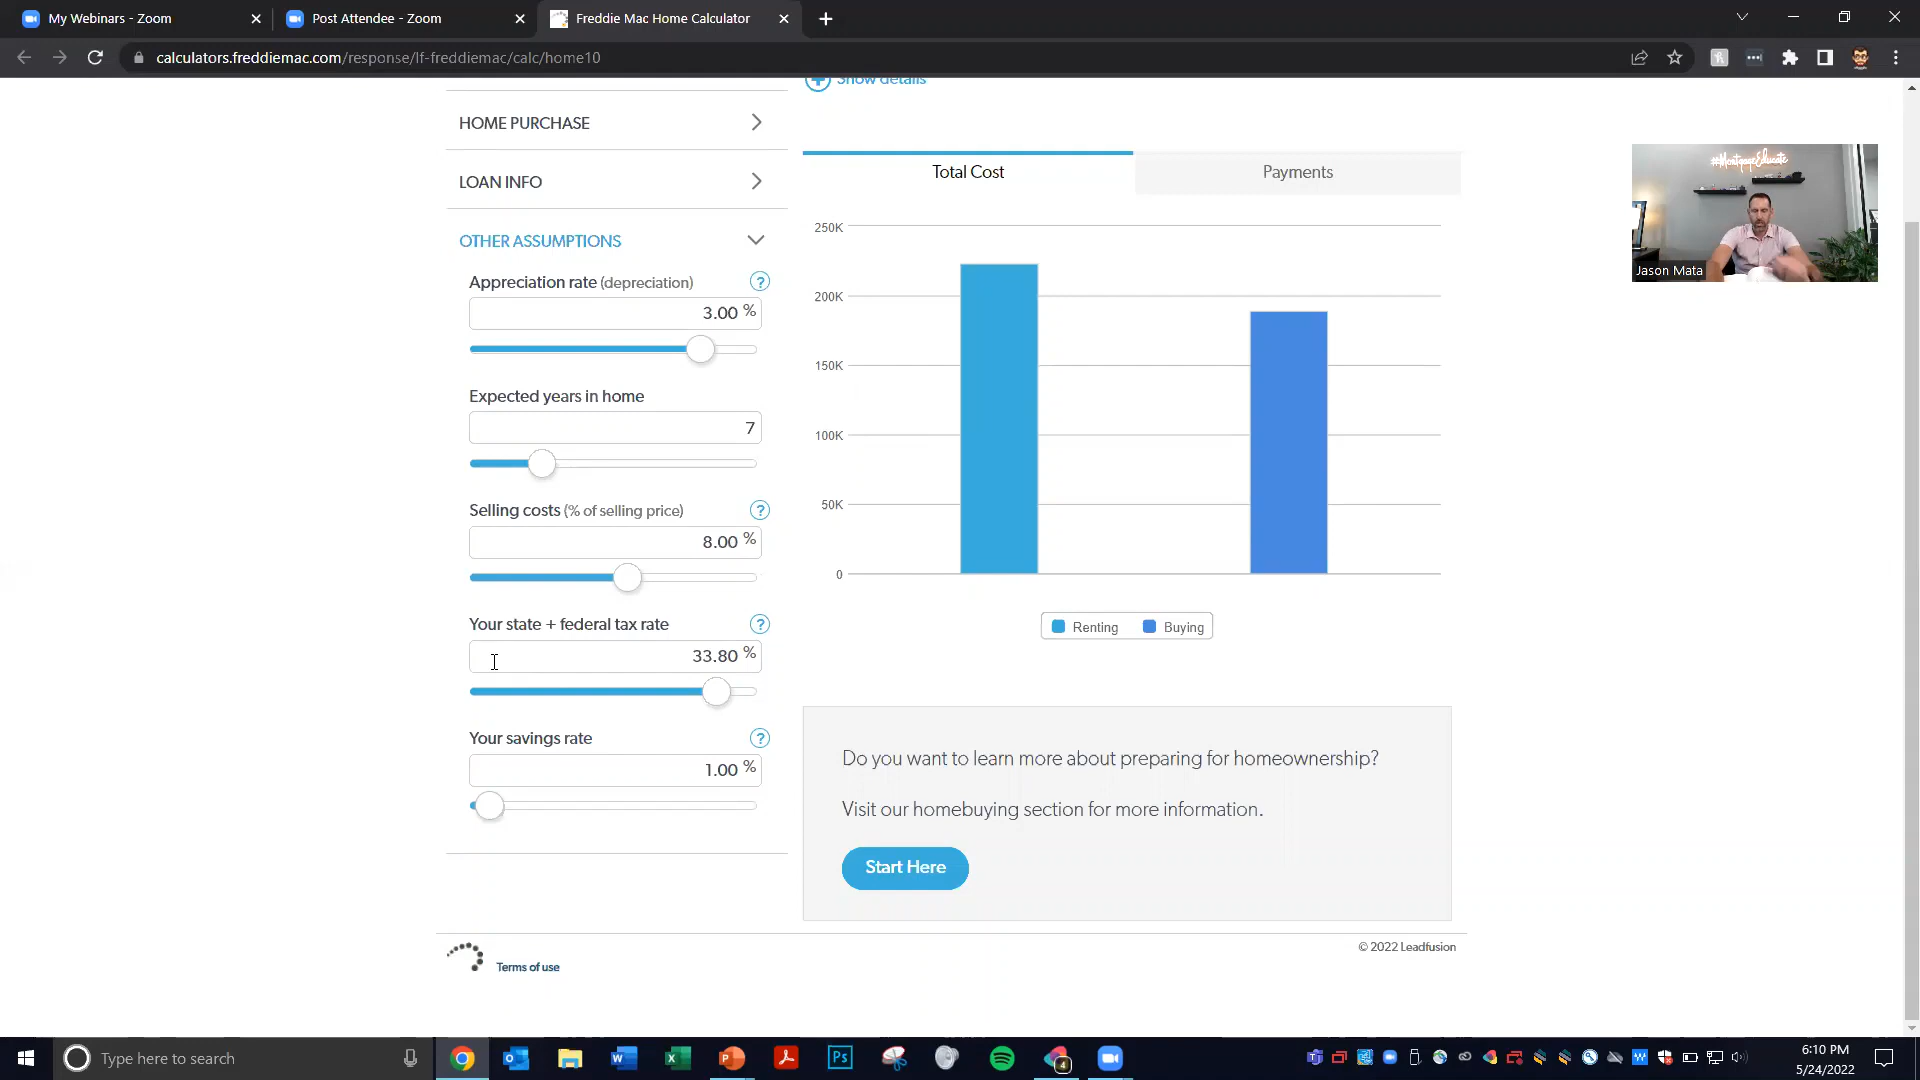 My Webinars - Zoom
Post Attendee - Zoom
Freddie Mac Home Calculator
calculators.freddiemac.com/response/lf-freddiemac/calc/home10
Show details
HOME PURCHASE
LOAN INFO
OTHER ASSUMPTIONS
Appreciation rate (depreciation) ?
3.00 %
Expected years in home
7
Selling costs (% of selling price) ?
8.00 %
Your state + federal tax rate ?
33.80 %
Your savings rate ?
1.00 %
Total Cost
Payments
250K
200K
150K
100K
50K
0
Renting Buying
#MortgageEducate
Jason Mata
Do you want to learn more about preparing for homeownership?
Visit our homebuying section for more information.
Start Here
Terms of use
© 2022 Leadfusion
Type here to search
Ps
4
6:10 PM
5/24/2022